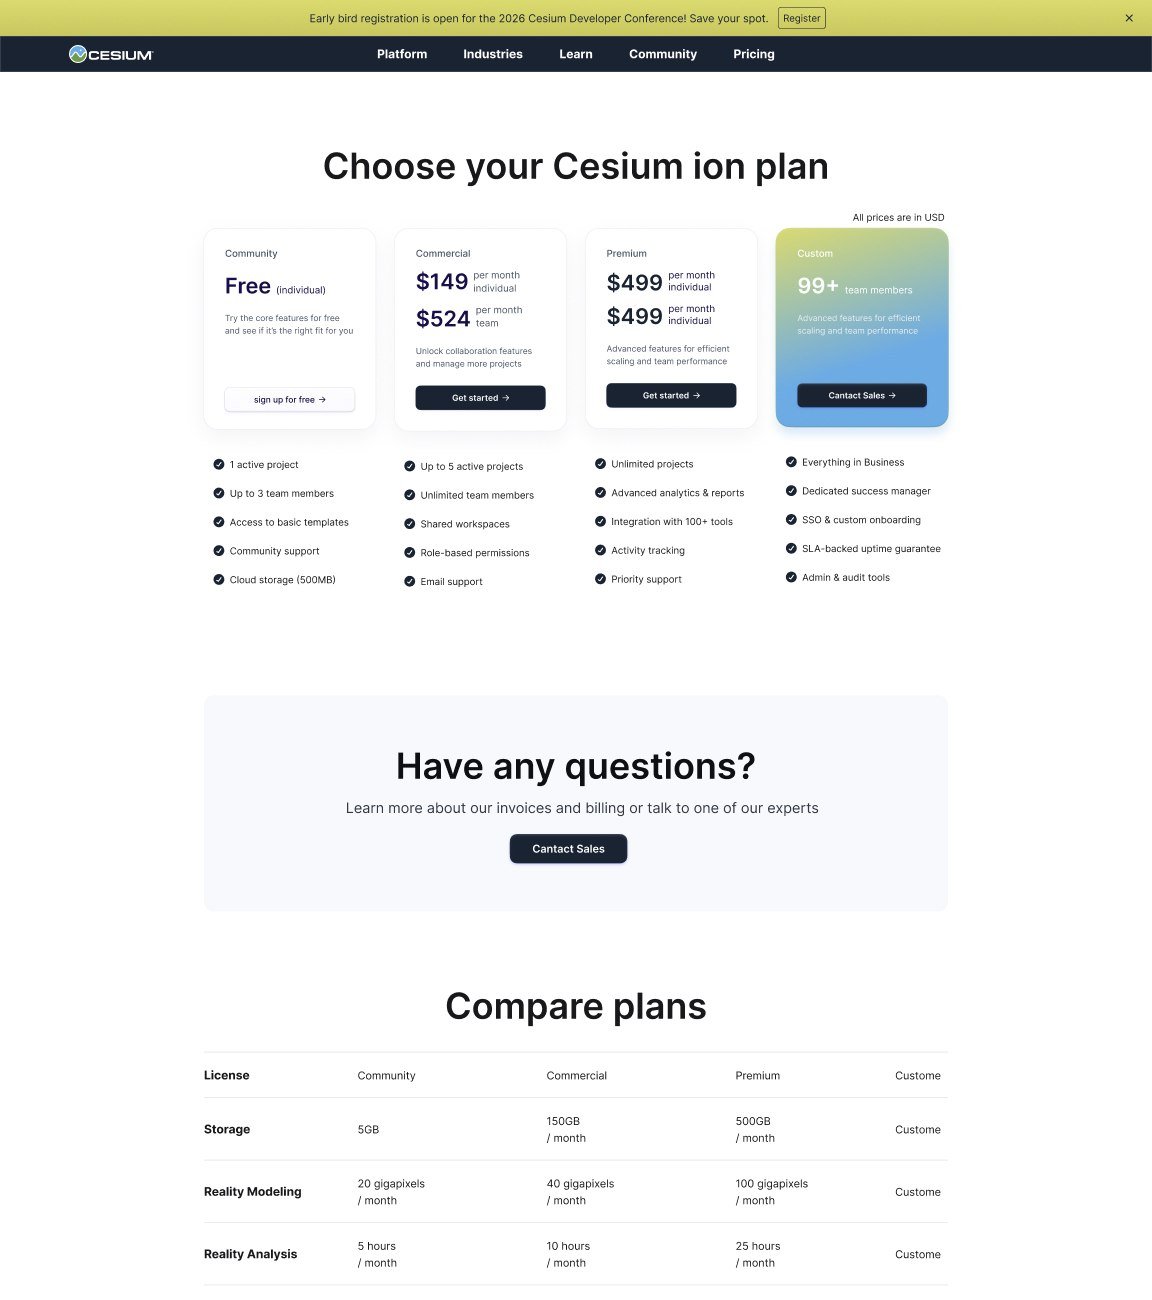 Early bird registration is open for the 2026 Cesium Developer Conference! Save your spot. Register
CESIUM
Platform Industries Learn Community Pricing
Choose your Cesium ion plan
All prices are in USD
Community
Free (individual)
Try the core features for free
and see if it's the right fit for you
sign up for free →
1 active project
Up to 3 team members
Access to basic templates
Community support
Cloud storage (500MB)
Commercial
$149 per month
individual
$524 per month
team
Unlock collaboration features
and manage more projects
Get started →
Up to 5 active projects
Unlimited team members
Shared workspaces
Role-based permissions
Email support
Premium
$499 per month
individual
$499 per month
individual
Advanced features for efficient
scaling and team performance
Get started →
Unlimited projects
Advanced analytics & reports
Integration with 100+ tools
Activity tracking
Priority support
Custom
99+ team members
Advanced features for efficient
scaling and team performance
Cantact Sales →
Everything in Business
Dedicated success manager
SSO & custom onboarding
SLA-backed uptime guarantee
Admin & audit tools
Have any questions?
Learn more about our invoices and billing or talk to one of our experts
Cantact Sales
Compare plans
License Community Commercial Premium Custome
Storage 5GB 150GB / month 500GB / month Custome
Reality Modeling 20 gigapixels / month 40 gigapixels / month 100 gigapixels / month Custome
Reality Analysis 5 hours / month 10 hours / month 25 hours / month Custome